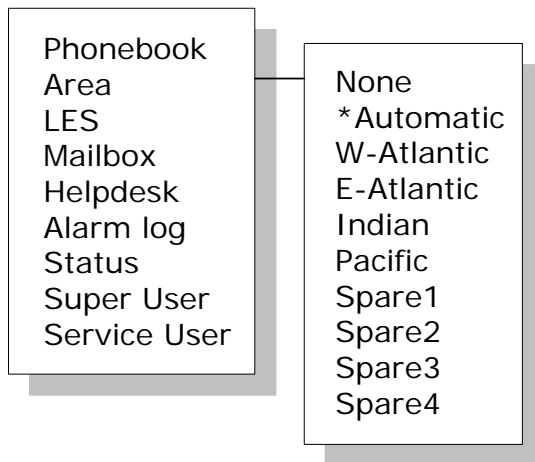 Phonebook
Area
LES
Mailbox
Helpdesk
Alarm log
Status
Super User
Service User
None
*Automatic
W-Atlantic
E-Atlantic
Indian
Pacific
Spare1
Spare2
Spare3
Spare4